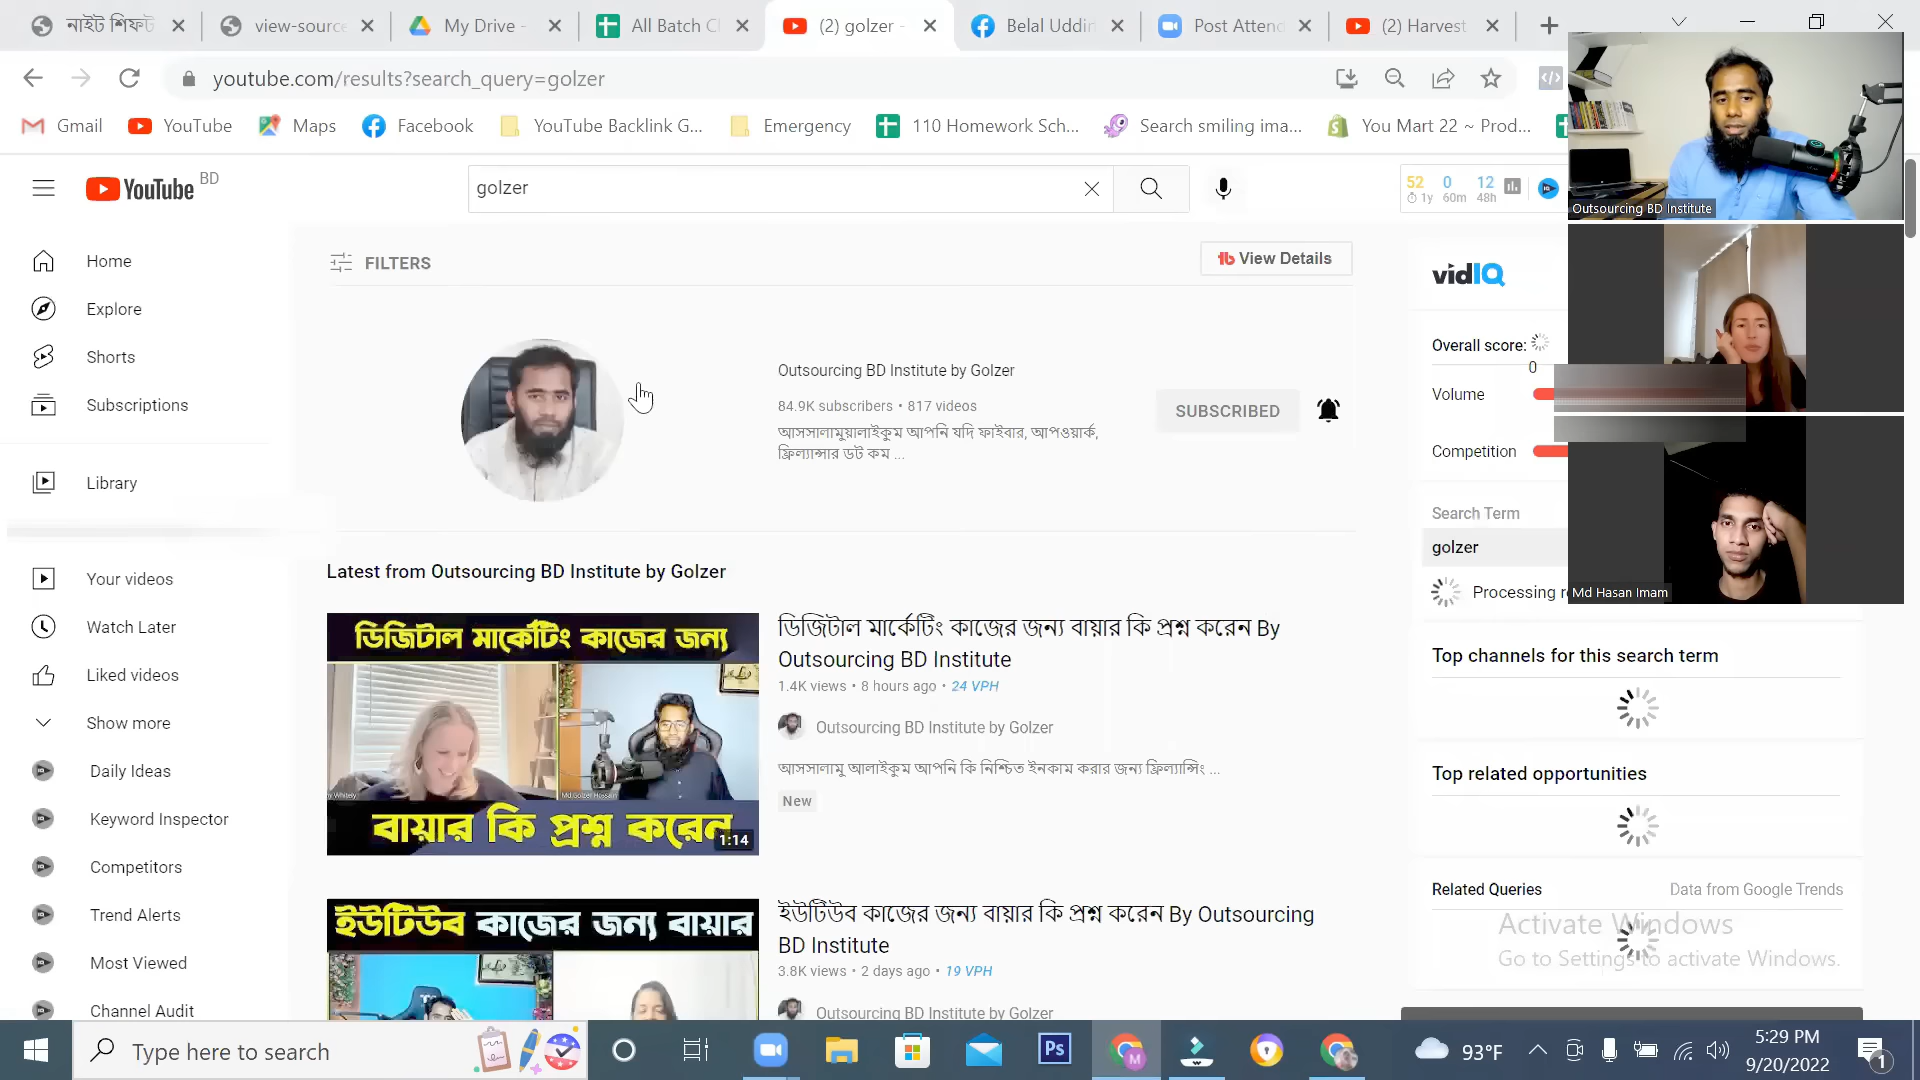 নাইট শিফট
view-source
My Drive -
All Batch C
(2) golzer -
Belal Uddin
Post Attend
(2) Harvest
youtube.com/results?search_query=golzer
Gmail
YouTube
Maps
Facebook
YouTube Backlink G...
Emergency
110 Homework Sch...
Search smiling ima...
You Mart 22 ~ Prod...
YouTube BD
golzer
52 0 12
1y 60m 48h
Outsourcing BD Institute
Home
Explore
Shorts
Subscriptions
Library
Your videos
Watch Later
Liked videos
Show more
Daily Ideas
Keyword Inspector
Competitors
Trend Alerts
Most Viewed
Channel Audit
FILTERS
View Details
Outsourcing BD Institute by Golzer
84.9K subscribers • 817 videos
আসসালামুয়ালাইকুম আপনি যদি ফাইবার, আপওয়ার্ক,
ফ্রিল্যান্সার ডট কম ...
SUBSCRIBED
Latest from Outsourcing BD Institute by Golzer
ডিজিটাল মার্কেটিং কাজের জন্য
Md Golzer Hossain
বায়ার কি প্রশ্ন করেন
1:14
ডিজিটাল মার্কেটিং কাজের জন্য বায়ার কি প্রশ্ন করেন By
Outsourcing BD Institute
1.4K views • 8 hours ago • 24 VPH
Outsourcing BD Institute by Golzer
আসসালামু আলাইকুম আপনি কি নিশ্চিত ইনকাম করার জন্য ফ্রিল্যান্সিং ...
New
ইউটিউব কাজের জন্য বায়ার
ইউটিউব কাজের জন্য বায়ার কি প্রশ্ন করেন By Outsourcing
BD Institute
3.8K views • 2 days ago • 19 VPH
Outsourcing BD Institute by Golzer
vidIQ
Overall score:
0
Volume
Competition
Search Term
golzer
Processing
Md Hasan Imam
Top channels for this search term
Top related opportunities
Related Queries
Data from Google Trends
Activate Windows
Go to Settings to activate Windows.
Type here to search
Ps
93°F
5:29 PM
9/20/2022
1